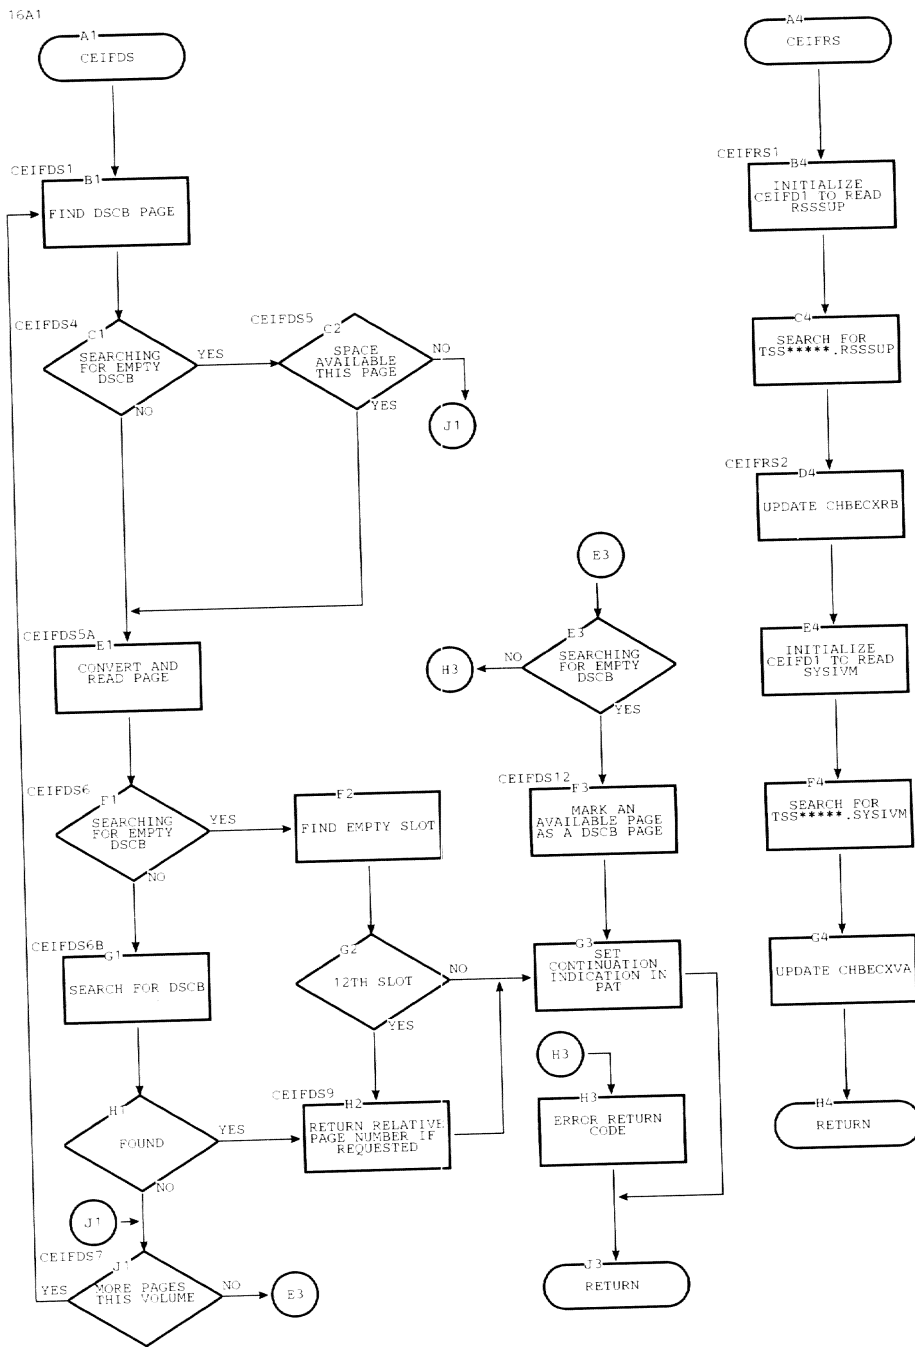 16A1
A1
CEIFDS
CEIFDS1
B1
FIND DSCB PAGE
CEIFDS4
C1
SEARCHING
FOR EMPTY
DSCB
YES
NO
CEIFDS5
C2
SPACE
AVAILABLE
THIS PAGE
NO
YES
J1
CEIFDS5A
E1
CONVERT AND
READ PAGE
CEIFDS6
F1
SEARCHING
FOR EMPTY
DSCB
YES
NO
F2
FIND EMPTY SLOT
CEIFDS6B
G1
SEARCH FOR DSCB
G2
12TH SLOT
NO
YES
H1
FOUND
YES
NO
CEIFDS9
H2
RETURN RELATIVE
PAGE NUMBER IF
REQUESTED
J1
CEIFDS7
J1
MORE PAGES
THIS VOLUME
YES
NO
E3
E3
E3
SEARCHING
FOR EMPTY
DSCB
NO
H3
YES
CEIFDS12
F3
MARK AN
AVAILABLE PAGE
AS A DSCB PAGE
G3
SET
CONTINUATION
INDICATION IN
PAT
H3
H3
ERROR RETURN
CODE
J3
RETURN
A4
CEIFRS
CEIFRS1
B4
INITIALIZE
CEIFD1 TO READ
RSSSUP
C4
SEARCH FOR
TSS*****.RSSSUP
CEIFRS2
D4
UPDATE CHBECXRB
E4
INITIALIZE
CEIFD1 TO READ
SYSIVM
F4
SEARCH FOR
TSS*****.SYSIVM
G4
UPDATE CHBECXVA
H4
RETURN